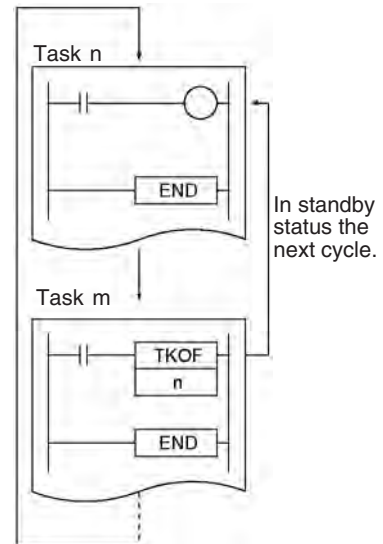 Task n
END
In standby
status the
next cycle.
Task m
TKOF
n
END